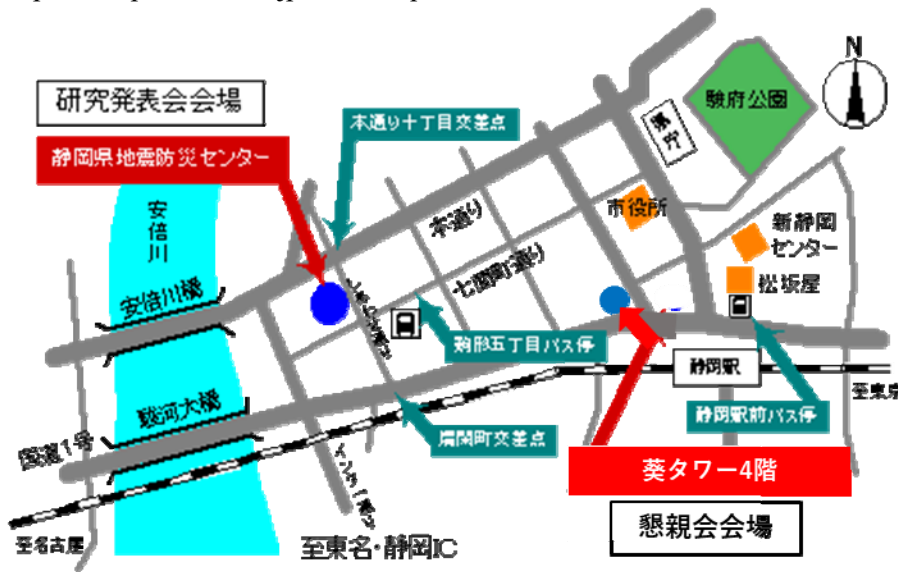 N
研究発表会会場
本通り十丁目交差点
静岡県地震防災センター
駿府公園
県庁
安倍川
市役所
本通り
新静岡
センター
七間町通り
松坂屋
安倍川橋
駒形五丁目バス停
静岡駅
至東京
駿河大橋
静岡駅前バス停
国道1号
葵タワー4階
至名古屋
至東名・静岡IC
懇親会会場